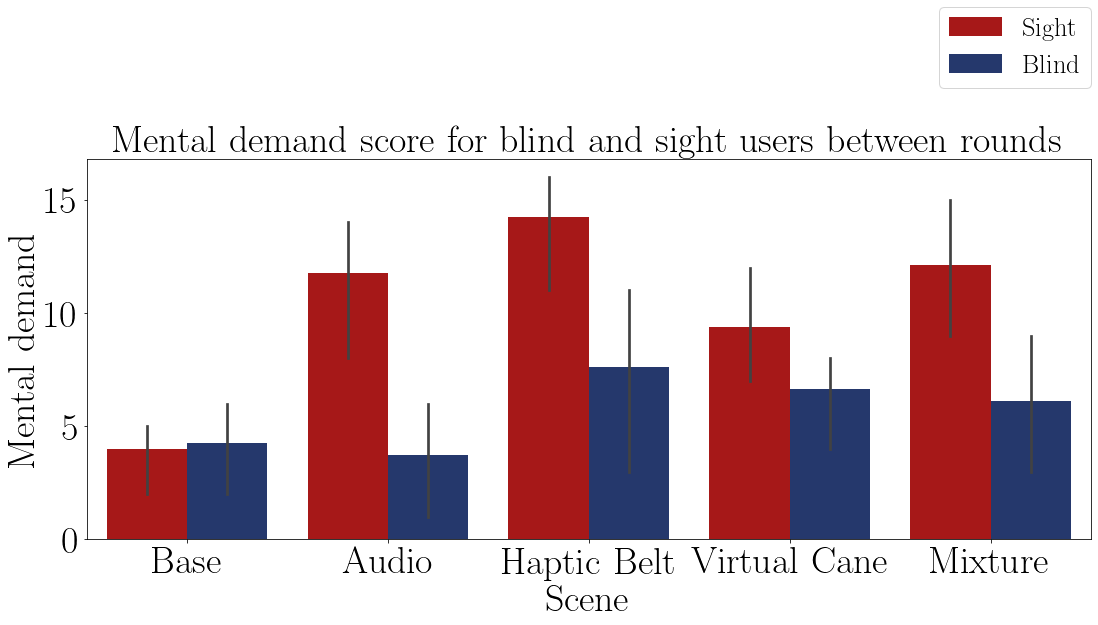 Sight
Blind
Mental demand score for blind and sight users between rounds
Mental demand
15
10
5
0
Base Audio Haptic Belt Virtual Cane Mixture
Scene